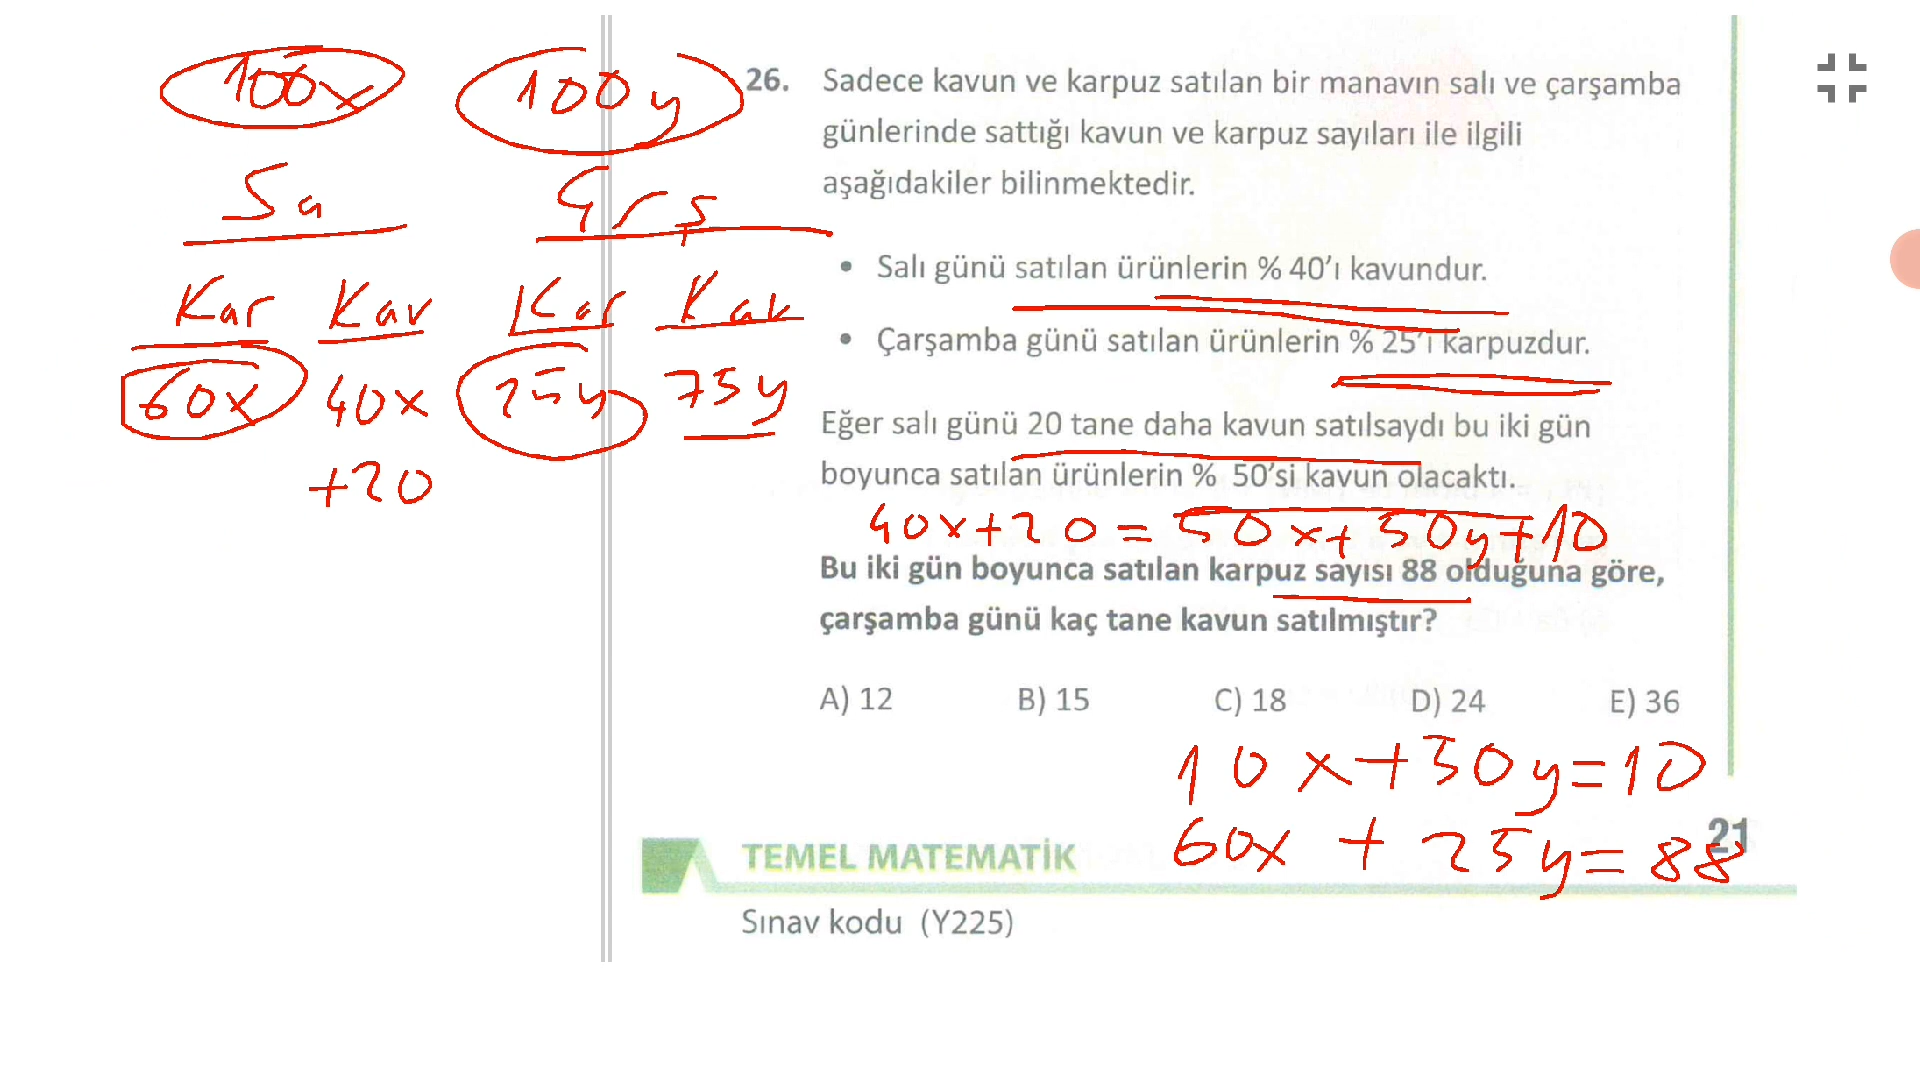 100x 100y
Sa Çrş
Kar Kav Kar Kav
60x 40x 25y 75y
+20
26. Sadece kavun ve karpuz satılan bir manavın salı ve çarşamba
günlerinde sattığı kavun ve karpuz sayıları ile ilgili
aşağıdakiler bilinmektedir.
• Salı günü satılan ürünlerin % 40'ı kavundur.
• Çarşamba günü satılan ürünlerin % 25'i karpuzdur.
Eğer salı günü 20 tane daha kavun satılsaydı bu iki gün
boyunca satılan ürünlerin % 50'si kavun olacaktı.
40x+20=50x+50y+10
Bu iki gün boyunca satılan karpuz sayısı 88 olduğuna göre,
çarşamba günü kaç tane kavun satılmıştır?
A) 12 B) 15 C) 18 D) 24 E) 36
10x+50y=10
60x + 25y=88
21
TEMEL MATEMATİK
Sınav kodu (Y225)